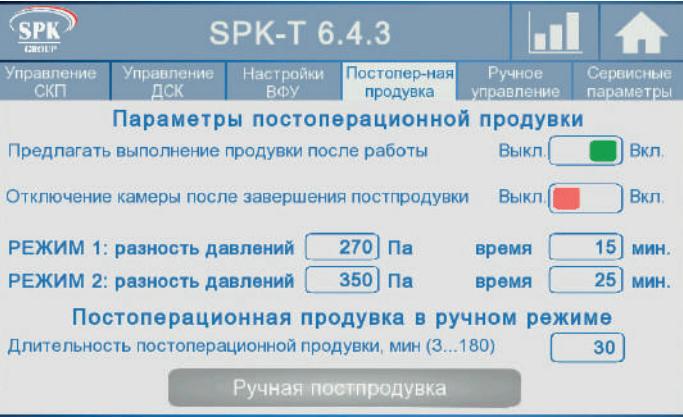 SPK
GROUP
SPK-T 6.4.3
Управление СКП
Управление ДСК
Настройки ВФУ
Постопер-ная продувка
Ручное управление
Сервисные параметры
Параметры постоперационной продувки
Предлагать выполнение продувки после работы Выкл. Вкл.
Отключение камеры после завершения постпродувки Выкл. Вкл.
РЕЖИМ 1: разность давлений 270 Па время 15 мин.
РЕЖИМ 2: разность давлений 350 Па время 25 мин.
Постоперационная продувка в ручном режиме
Длительность постоперационной продувки, мин (3...180) 30
Ручная постпродувка